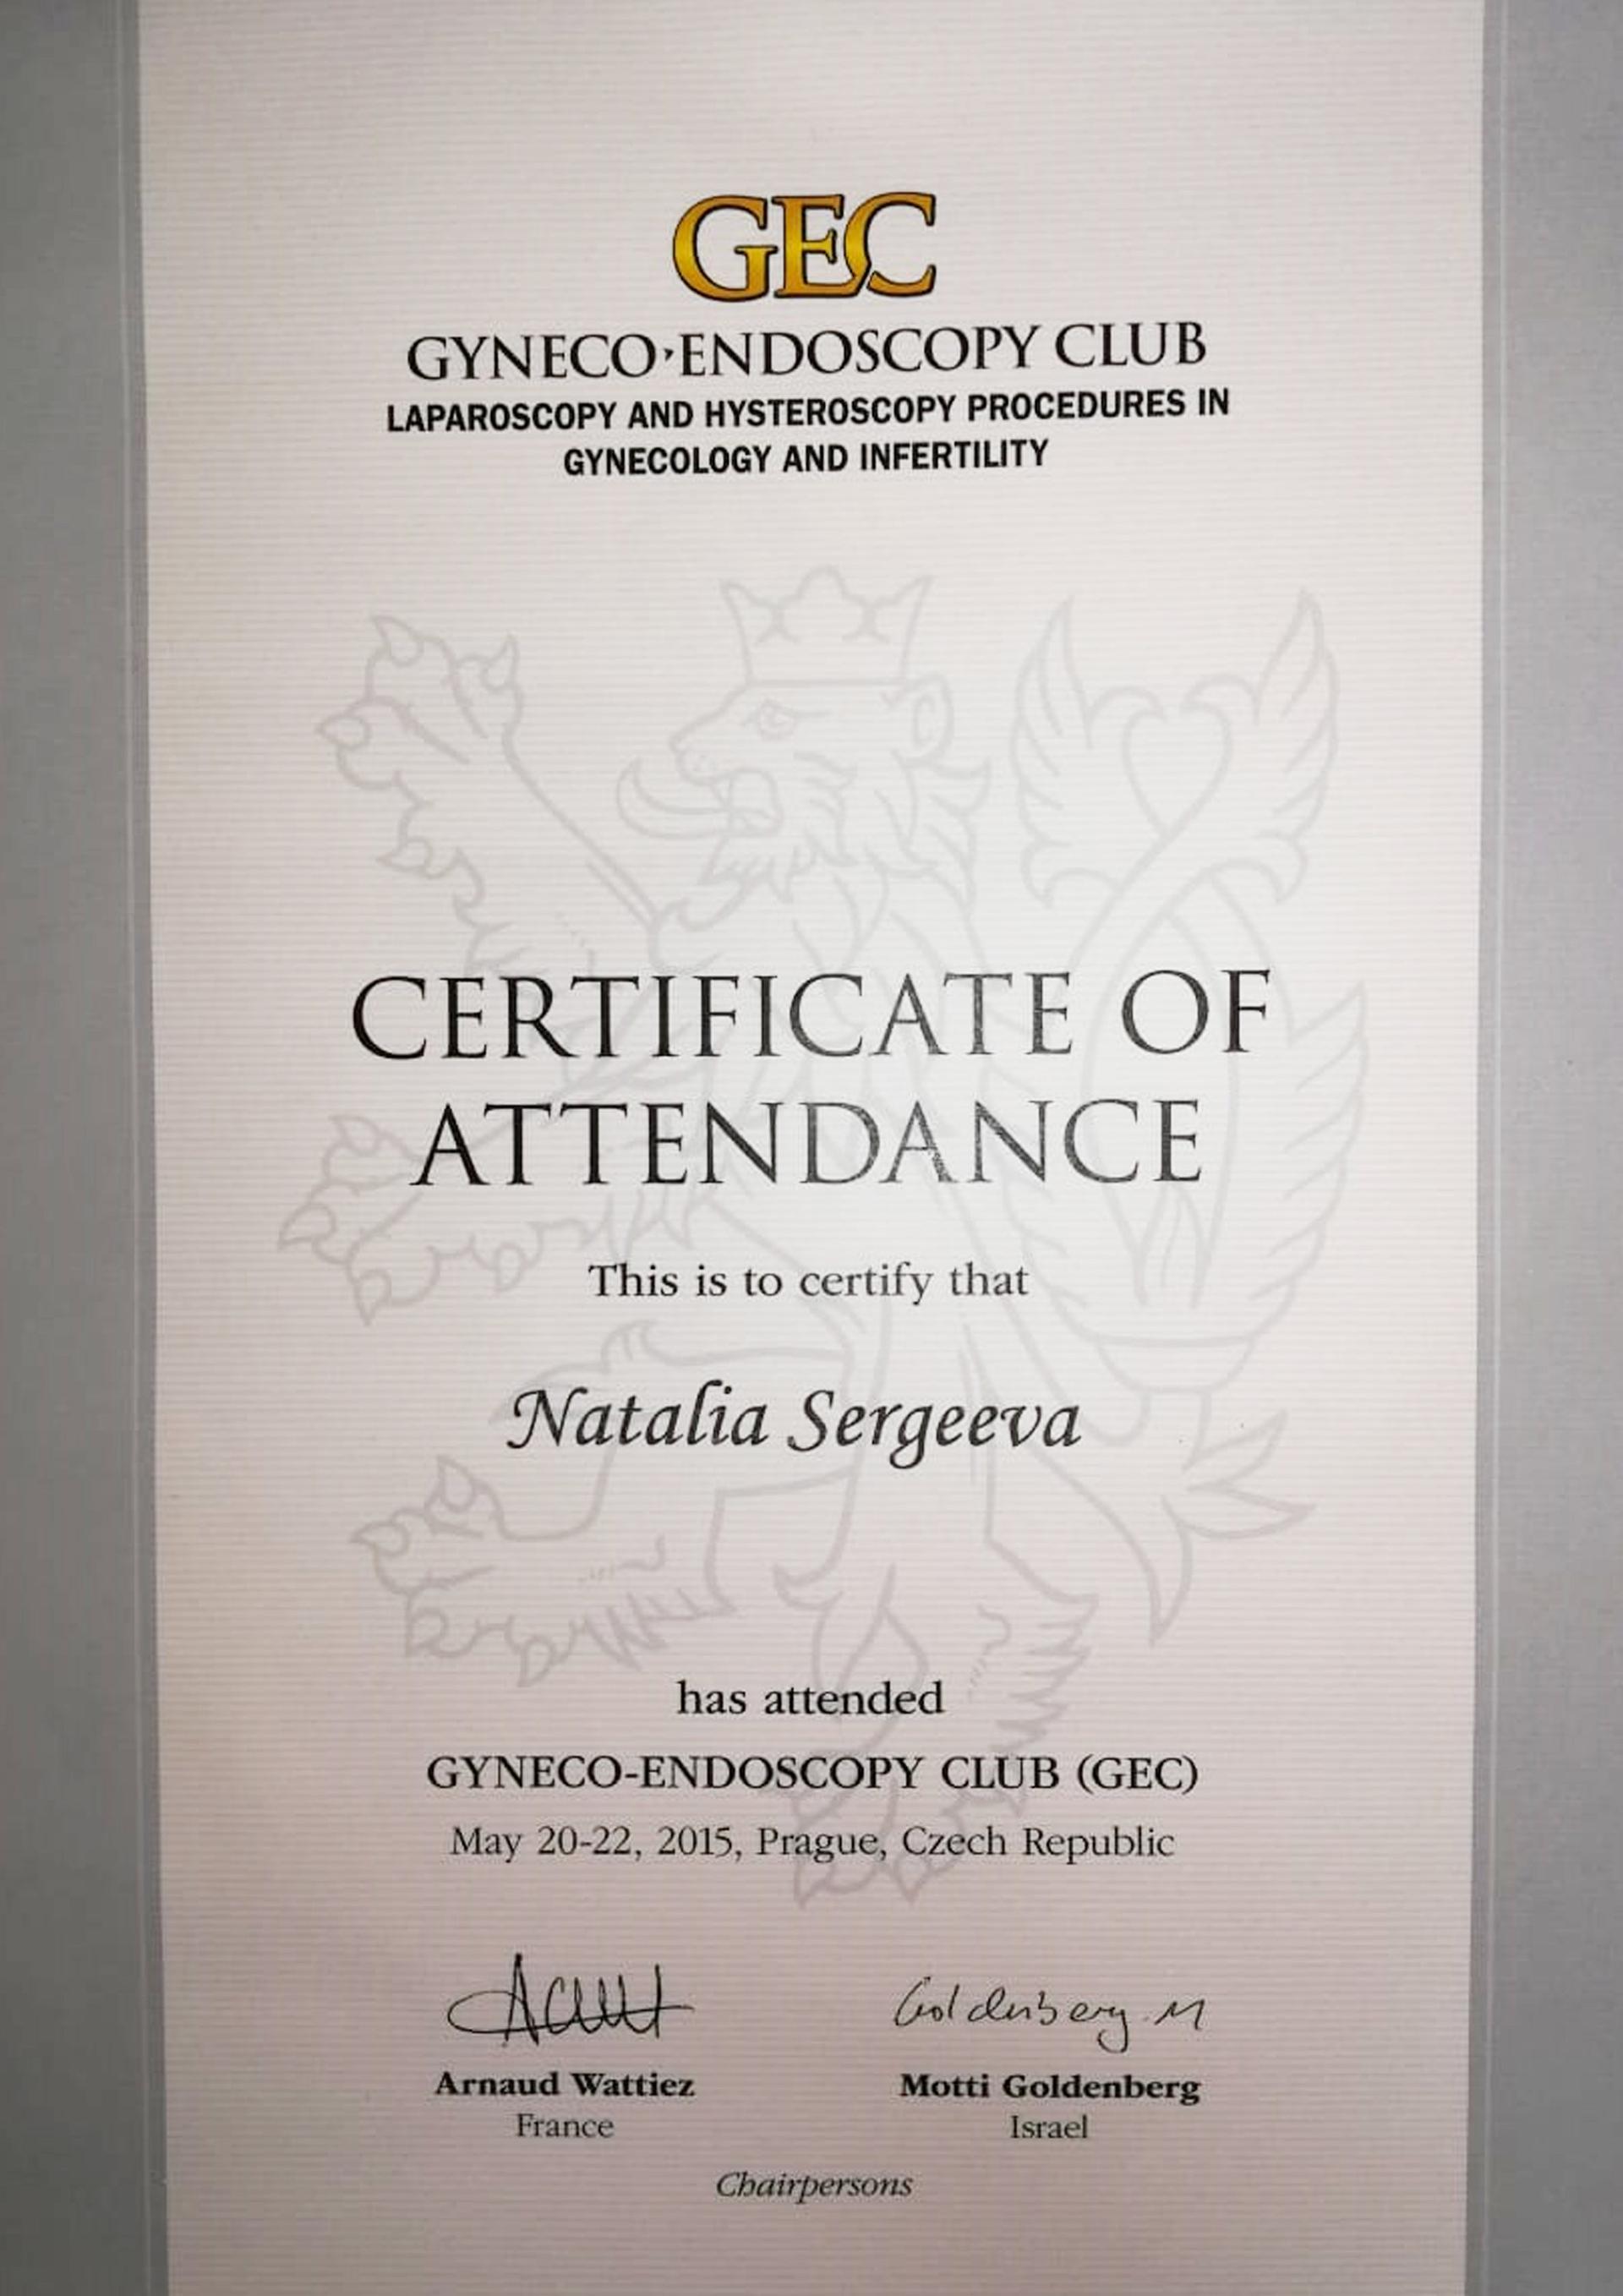 GEC
GYNECO-ENDOSCOPY CLUB
LAPAROSCOPY AND HYSTEROSCOPY PROCEDURES IN
GYNECOLOGY AND INFERTILITY
CERTIFICATE OF
ATTENDANCE
This is to certify that
Natalia Sergeeva
has attended
GYNECO-ENDOSCOPY CLUB (GEC)
May 20-22, 2015, Prague, Czech Republic
Goldenberg. M
Arnaud Wattiez
Motti Goldenberg
France
Israel
Chairpersons